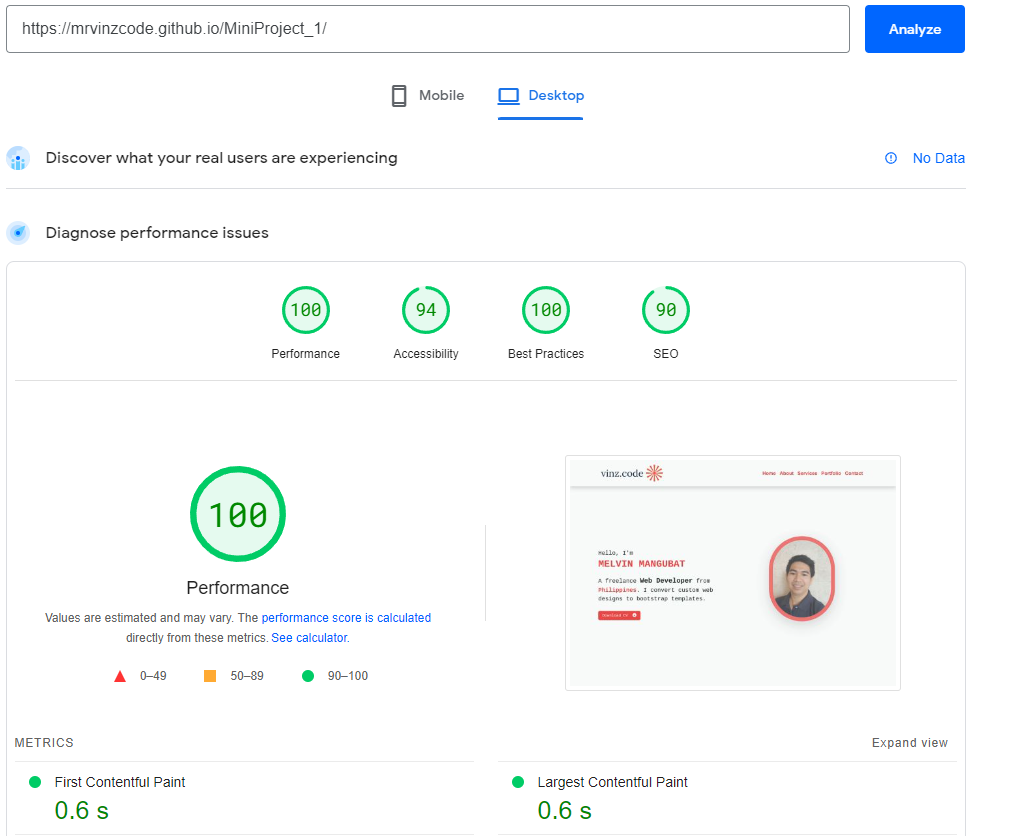 https://mrvinzcode.github.io/MiniProject_1/
Analyze
Mobile
Desktop
Discover what your real users are experiencing
No Data
Diagnose performance issues
100
94
100
90
Performance
Accessibility
Best Practices
SEO
100
Performance
Values are estimated and may vary. The performance score is calculated
directly from these metrics. See calculator.
0–49
50–89
90–100
vinz.code
Home About Services Portfolio Contact
Hello, I'm
MELVIN MANGUBAT
A freelance Web Developer from
Philippines. I convert custom web
designs to bootstrap templates.
Download CV
METRICS
Expand view
First Contentful Paint
0.6 s
Largest Contentful Paint
0.6 s